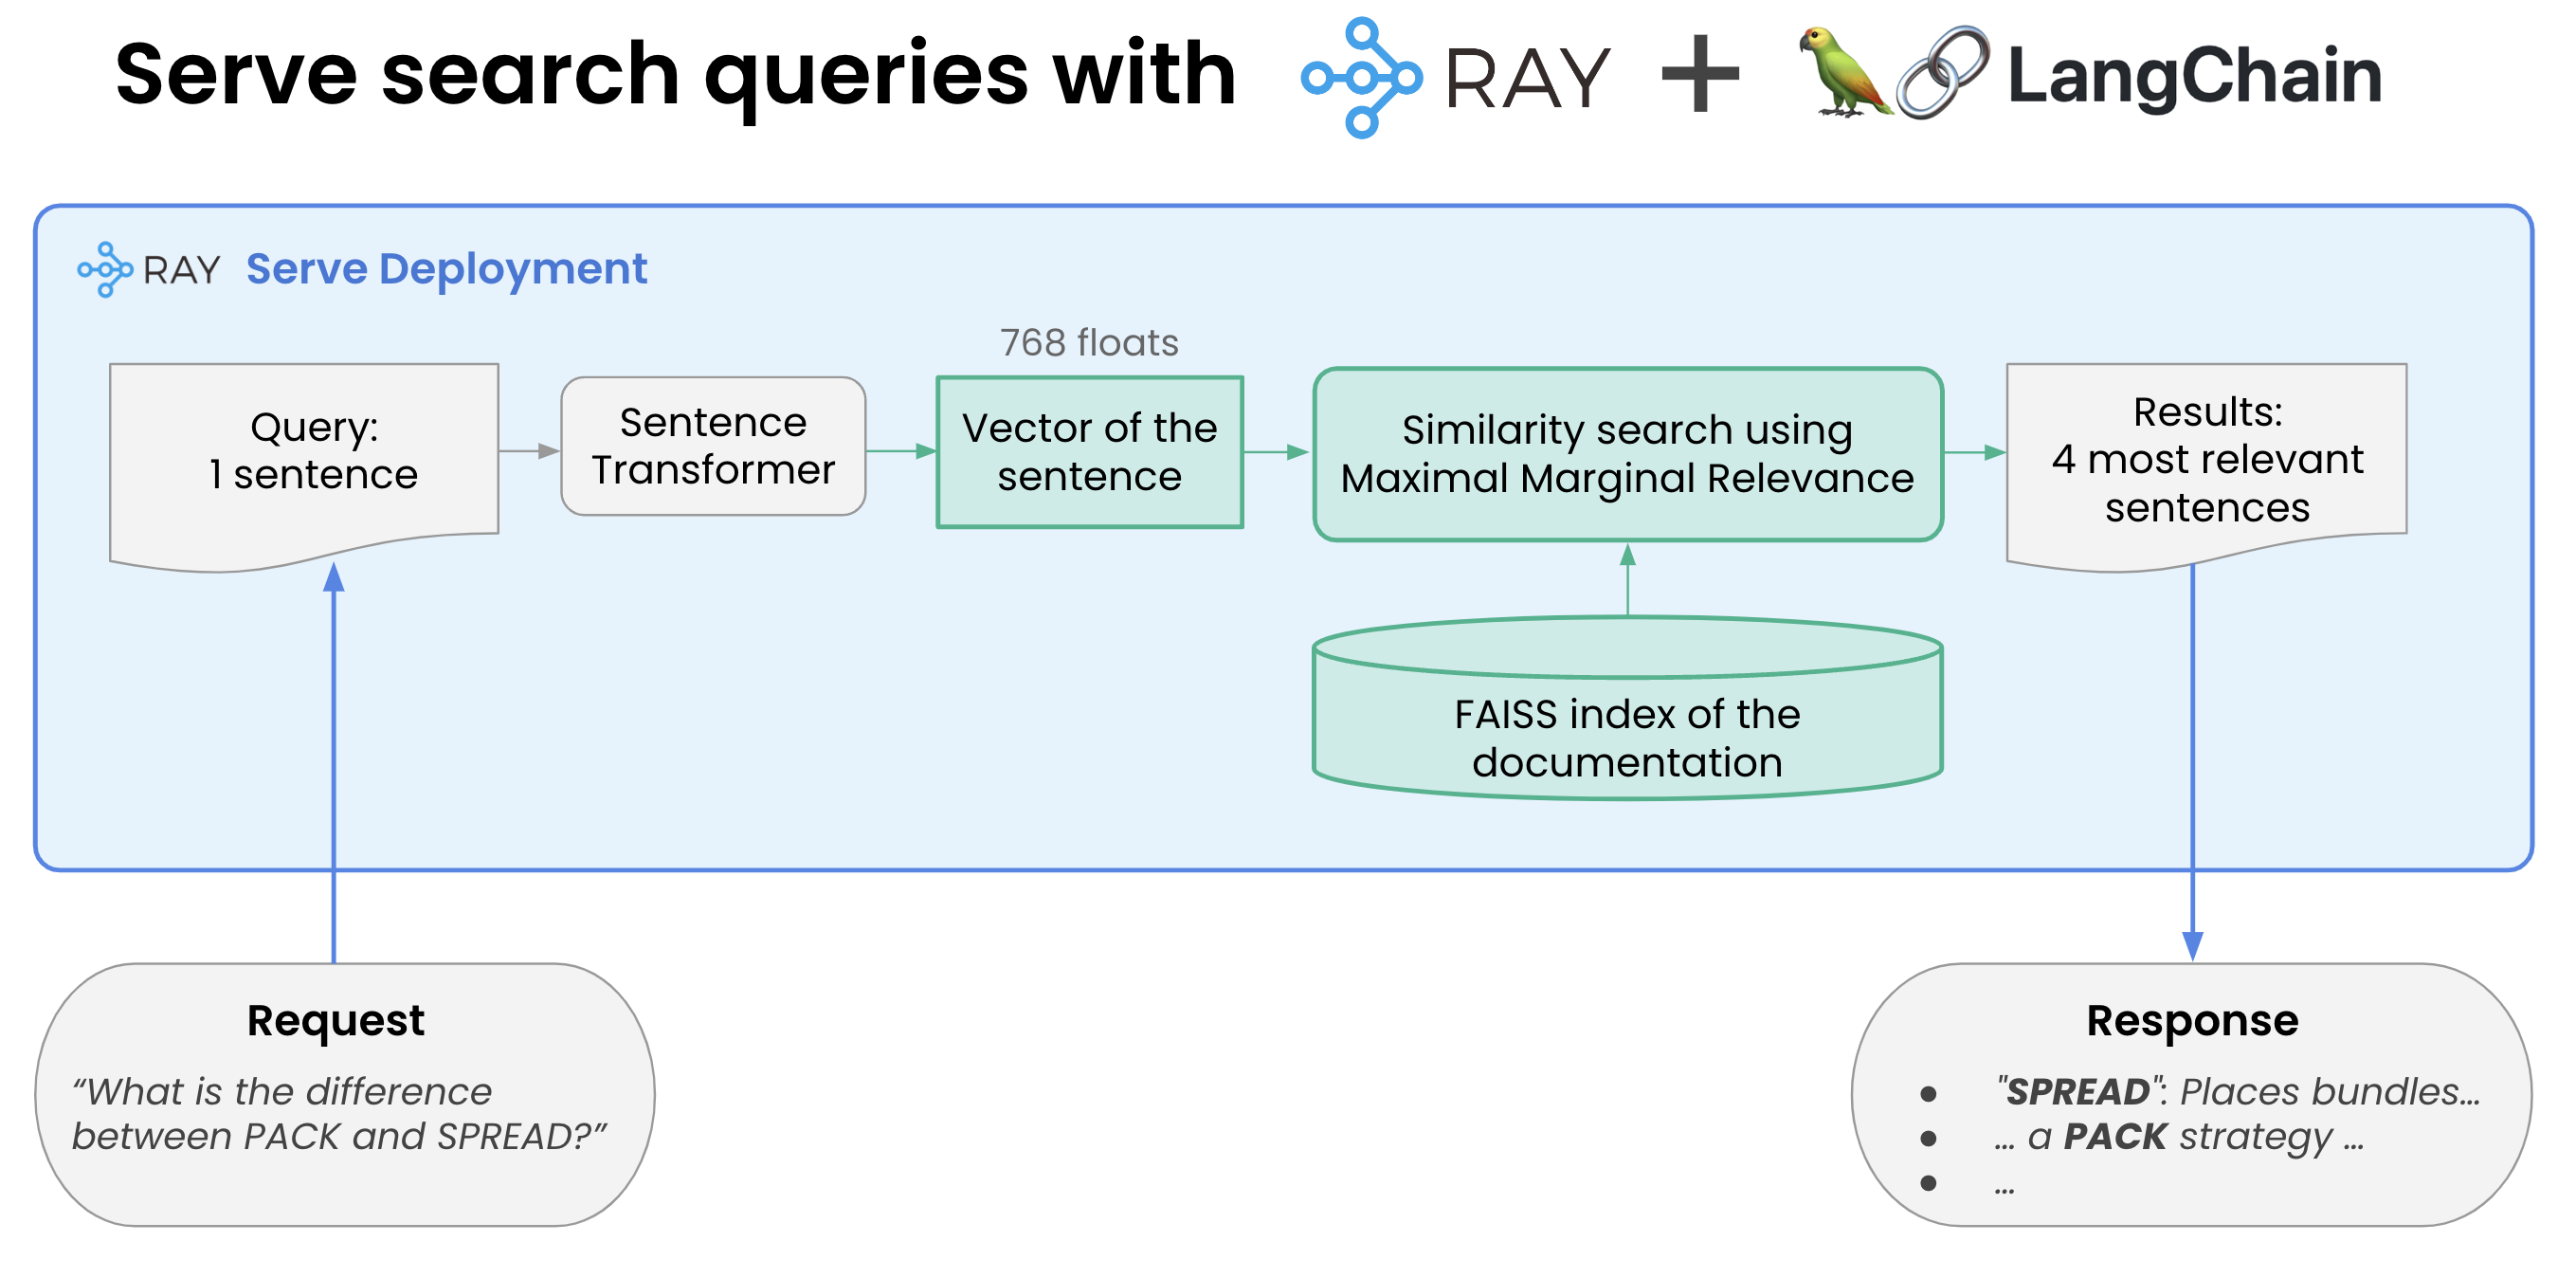 Serve search queries with RAY + LangChain
RAY Serve Deployment
768 floats
Query:
1 sentence
Sentence
Transformer
Vector of the
sentence
Similarity search using
Maximal Marginal Relevance
Results:
4 most relevant
sentences
FAISS index of the
documentation
Request
“What is the difference
between PACK and SPREAD?”
Response
● "SPREAD": Places bundles...
● ... a PACK strategy ...
● ...